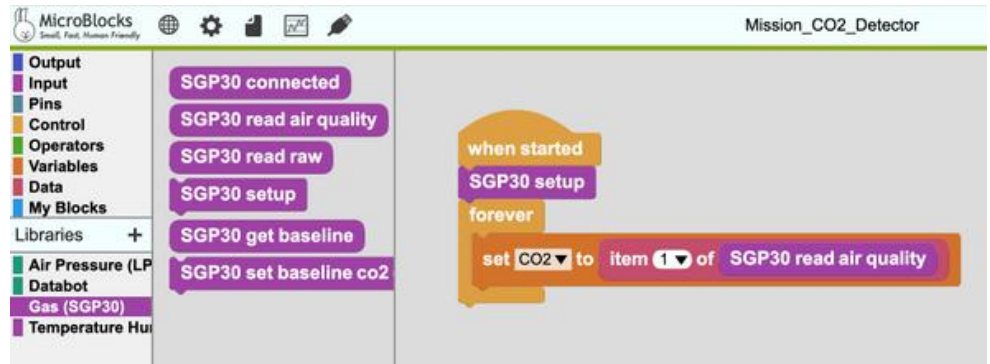 MicroBlocks
Small, Fast, Human Friendly
Mission_CO2_Detector
Output
Input
Pins
Control
Operators
Variables
Data
My Blocks
Libraries +
Air Pressure (LP
Databot
Gas (SGP30)
Temperature Hu
SGP30 connected
SGP30 read air quality
SGP30 read raw
SGP30 setup
SGP30 get baseline
SGP30 set baseline co2
when started
SGP30 setup
forever
set CO2 to item 1 of SGP30 read air quality